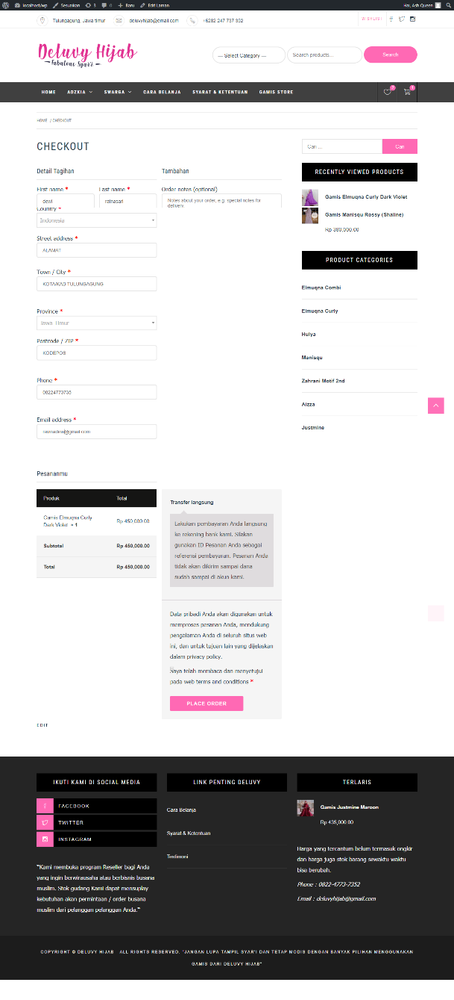 localhost/wp Sesuaikan 3 0 Baru Edit Laman Hai, Ash Queen
Tulungagung, Jawa timur deluvyhijab@email.com +6282 247 737 352 WISHLIST
Deluvy Hijab
Fabulous Syar'i
— Select Category — Search products... Search
HOME ADZKIA SWARGA CARA BELANJA SYARAT & KETENTUAN GAMIS STORE
HOME / CHECKOUT
CHECKOUT
Detail Tagihan
First name *
Last name *
dewi
ratnasari
Country *
Indonesia
Street address *
ALAMAT
Town / City *
KOTA/KAB TULUNGAGUNG
Province *
Jawa Timur
Postcode / ZIP *
KODEPOS
Phone *
08224773735
Email address *
ravinadewi@gmail.com
Tambahan
Order notes (optional)
Notes about your order, e.g. special notes for
delivery.
Cari ... Cari
RECENTLY VIEWED PRODUCTS
Gamis Elmuqna Curly Dark Violet
Gamis Manisqu Rossy (Shaline)
Rp 380,000.00
PRODUCT CATEGORIES
Elmuqna Combi
Elmuqna Curly
Hulya
Manisqu
Zahrani Motif 2nd
Aizza
Justmine
Pesananmu
Produk Total
Gamis Elmuqna Curly
Dark Violet × 1
Rp 450,000.00
Subtotal Rp 450,000.00
Total Rp 450,000.00
Transfer langsung
Lakukan pembayaran Anda langsung
ke rekening bank kami. Silakan
gunakan ID Pesanan Anda sebagai
referensi pembayaran. Pesanan Anda
tidak akan dikirim sampai dana
sudah sampai di akun kami.
Data pribadi Anda akan digunakan untuk
memproses pesanan Anda, mendukung
pengalaman Anda di seluruh situs web
ini, dan untuk tujuan lain yang dijelaskan
dalam privacy policy.
Saya telah membaca dan menyetujui
pada web terms and conditions *
PLACE ORDER
EDIT
IKUTI KAMI DI SOCIAL MEDIA
FACEBOOK
TWITTER
INSTAGRAM
"Kami membuka program Reseller bagi Anda
yang ingin berwirausaha atau berbisnis busana
muslim. Stok gudang Kami dapat mensuplay
kebutuhan akan permintaan / order busana
muslim dari pelanggan pelanggan Anda."
LINK PENTING DELUVY
Cara Belanja
Syarat & Ketentuan
Testimoni
TERLARIS
Gamis Justmine Maroon
Rp 435,000.00
Harga yang tercantum belum termasuk ongkir
dan harga juga stok barang sewaktu-waktu
bisa berubah.
Phone : 0822-4773-7352
Email : deluvyhijab@gmail.com
COPYRIGHT © DELUVY HIJAB ALL RIGHTS RESERVED. "JANGAN LUPA TAMPIL SYAR'I DAN TETAP MODIS DENGAN BANYAK PILIHAN MENGGUNAKAN
GAMIS DARI DELUVY HIJAB"